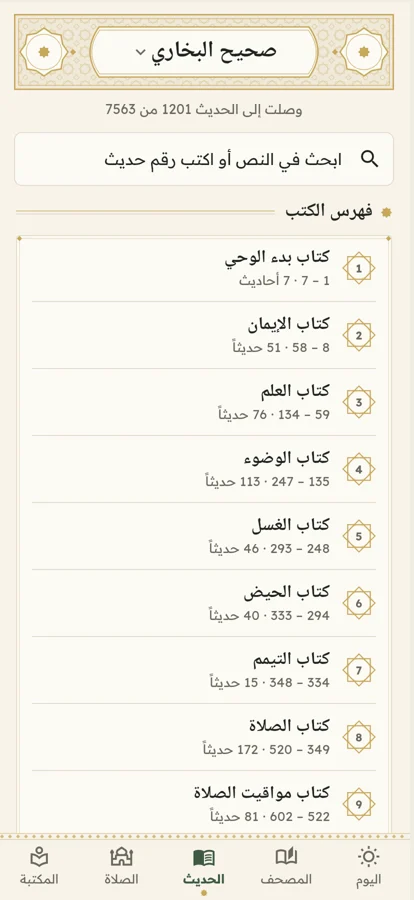 صحيح البخاري
وصلت إلى الحديث 1201 من 7563
ابحث في النص أو اكتب رقم حديث
فهرس الكتب
1
كتاب بدء الوحي
1 – 7 · 7 أحاديث
2
كتاب الإيمان
8 – 58 · 51 حديثاً
3
كتاب العلم
59 – 134 · 76 حديثاً
4
كتاب الوضوء
135 – 247 · 113 حديثاً
5
كتاب الغسل
248 – 293 · 46 حديثاً
6
كتاب الحيض
294 – 333 · 40 حديثاً
7
كتاب التيمم
334 – 348 · 15 حديثاً
8
كتاب الصلاة
349 – 520 · 172 حديثاً
9
كتاب مواقيت الصلاة
522 – 602 · 81 حديثاً
اليوم
المصحف
الحديث
الصلاة
المكتبة